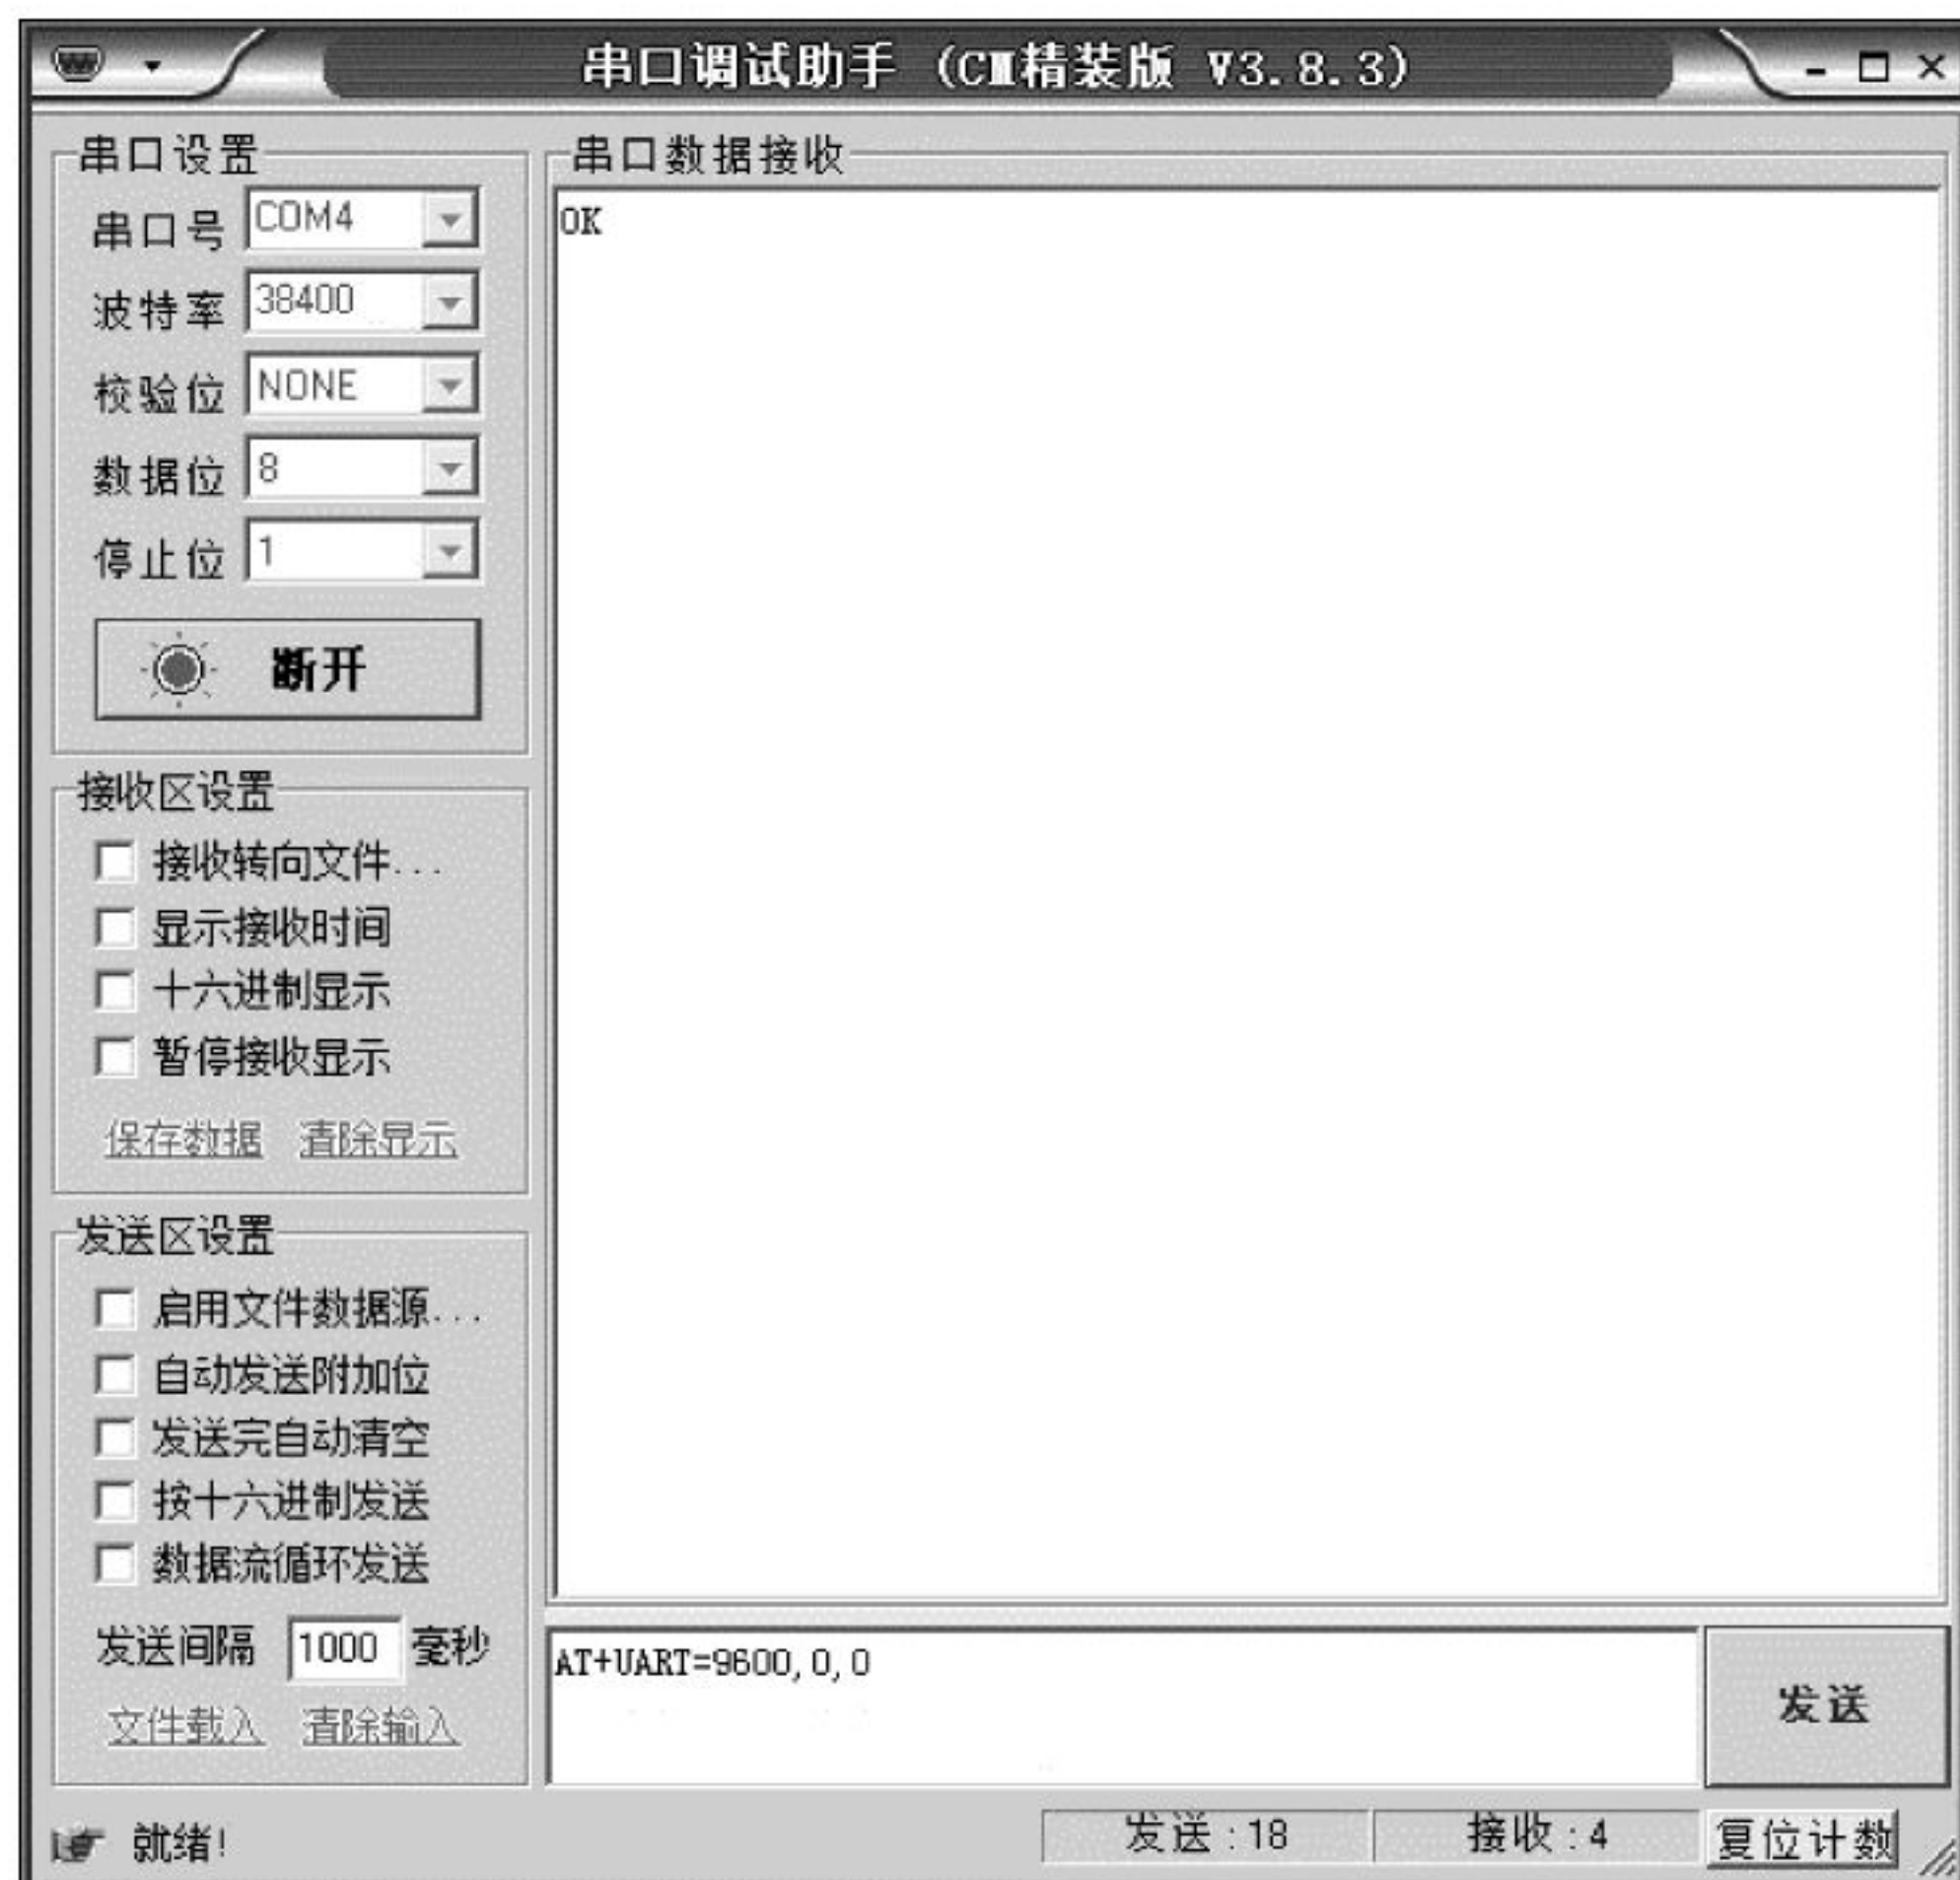 串口调试助手 (CM精装版 V3.8.3)
串口设置
串口号 COM4
波特率 38400
校验位 NONE
数据位 8
停止位 1
断开
接收区设置
接收转向文件...
显示接收时间
十六进制显示
暂停接收显示
保存数据 清除显示
发送区设置
启用文件数据源...
自动发送附加位
发送完自动清空
按十六进制发送
数据流循环发送
发送间隔 1000 毫秒
文件载入 清除输入
串口数据接收
OK
AT+UART=9600,0,0
发送
就绪!
发送:18 接收:4 复位计数